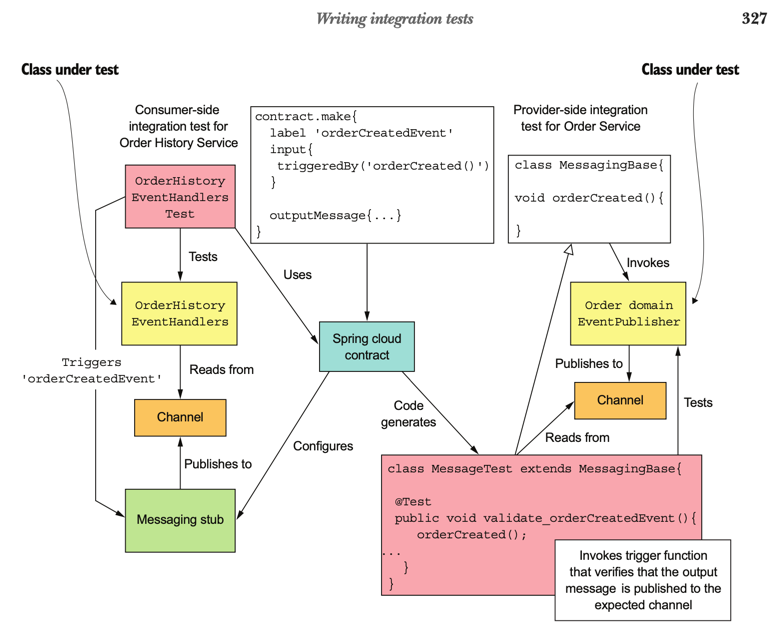 Writing integration tests
327
Class under test
Class under test
Consumer-side
integration test for
Order History Service
contract.make{
label 'orderCreatedEvent'
input{
triggeredBy('orderCreated()')
}
outputMessage{...}
}
Provider-side integration
test for Order Service
class MessagingBase{
void orderCreated(){
}
OrderHistory
EventHandlers
Test
Tests
Uses
Invokes
OrderHistory
EventHandlers
Order domain
EventPublisher
Spring cloud
contract
Triggers
'orderCreatedEvent'
Reads from
Publishes to
Channel
Channel
Code
generates
Tests
Reads from
Configures
Publishes to
Messaging stub
class MessageTest extends MessagingBase{
@Test
public void validate_orderCreatedEvent(){
orderCreated();
...
}
}
Invokes trigger function
that verifies that the output
message is published to the
expected channel